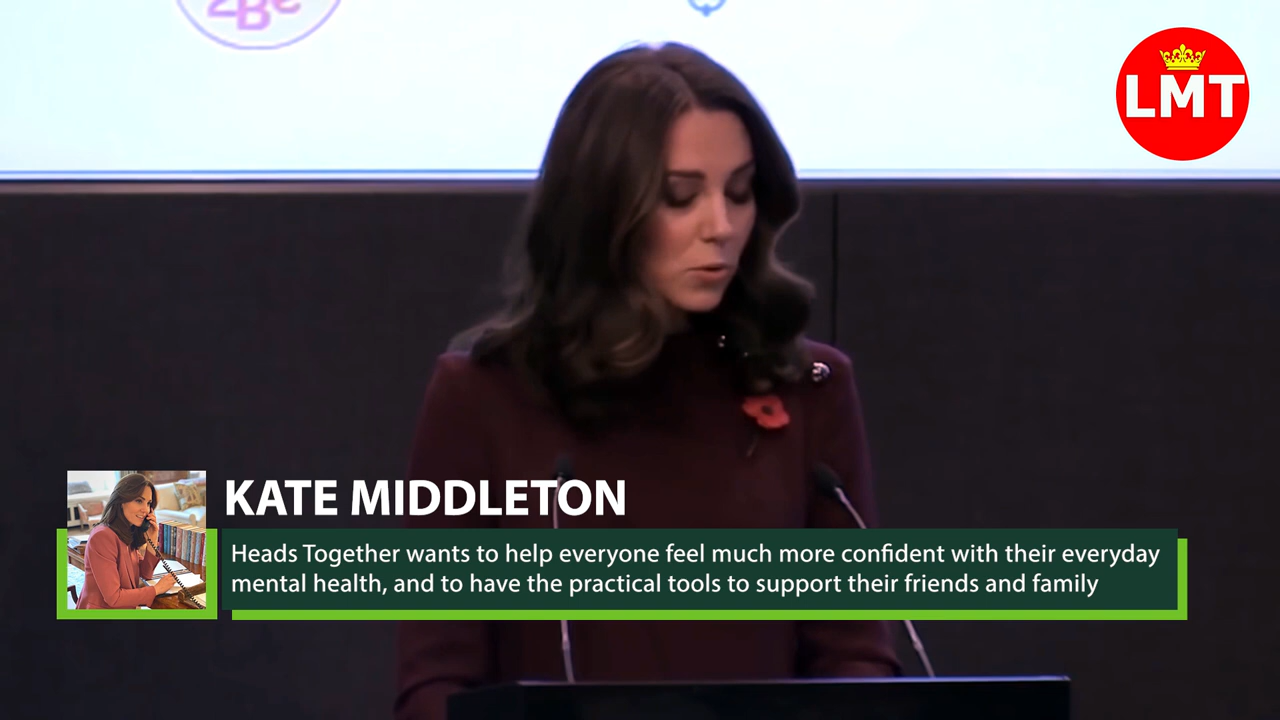 2Be
LMT
KATE MIDDLETON
Heads Together wants to help everyone feel much more confident with their everyday
mental health, and to have the practical tools to support their friends and family